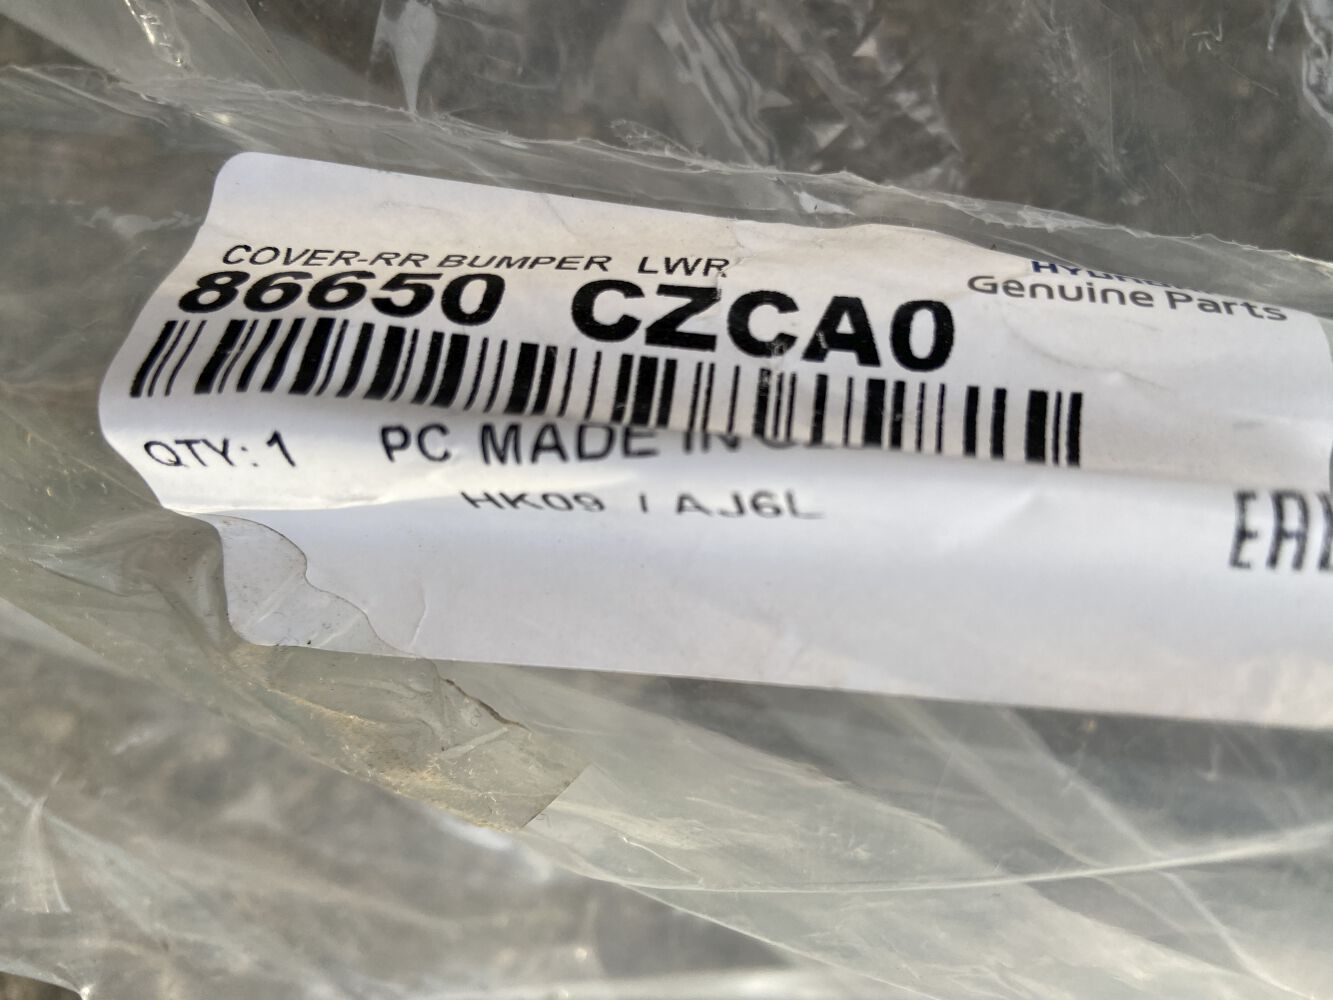 COVER-RR BUMPER LWR
86650 CZCA0
Genuine Parts
QTY: 1 PC MADE IN
HK09 / AJ6L